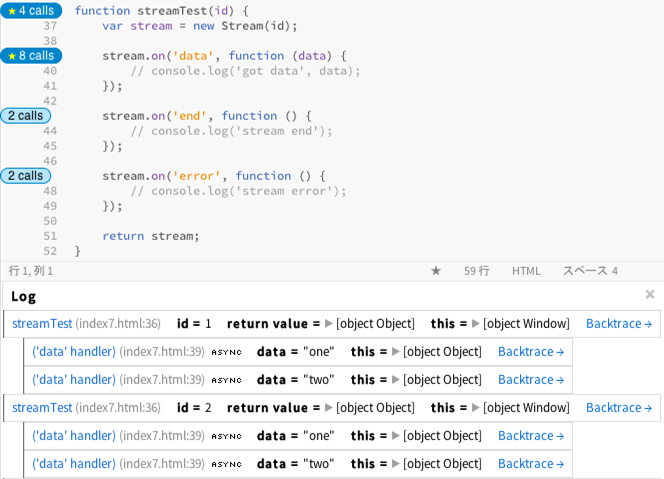 ★ 4 calls function streamTest(id) {
37 var stream = new Stream(id);
38
★ 8 calls stream.on('data', function (data) {
40 // console.log('got data', data);
41 });
42
2 calls stream.on('end', function () {
44 // console.log('stream end');
45 });
46
2 calls stream.on('error', function () {
48 // console.log('stream error');
49 });
50
51 return stream;
52 }
行 1, 列 1 ★ 59 行 HTML スペース 4
Log ×
streamTest (index7.html:36) id = 1 return value = ▶ [object Object] this = ▶ [object Window] Backtrace →
('data' handler) (index7.html:39) ASYNC data = "one" this = ▶ [object Object] Backtrace →
('data' handler) (index7.html:39) ASYNC data = "two" this = ▶ [object Object] Backtrace →
streamTest (index7.html:36) id = 2 return value = ▶ [object Object] this = ▶ [object Window] Backtrace →
('data' handler) (index7.html:39) ASYNC data = "one" this = ▶ [object Object] Backtrace →
('data' handler) (index7.html:39) ASYNC data = "two" this = ▶ [object Object] Backtrace →